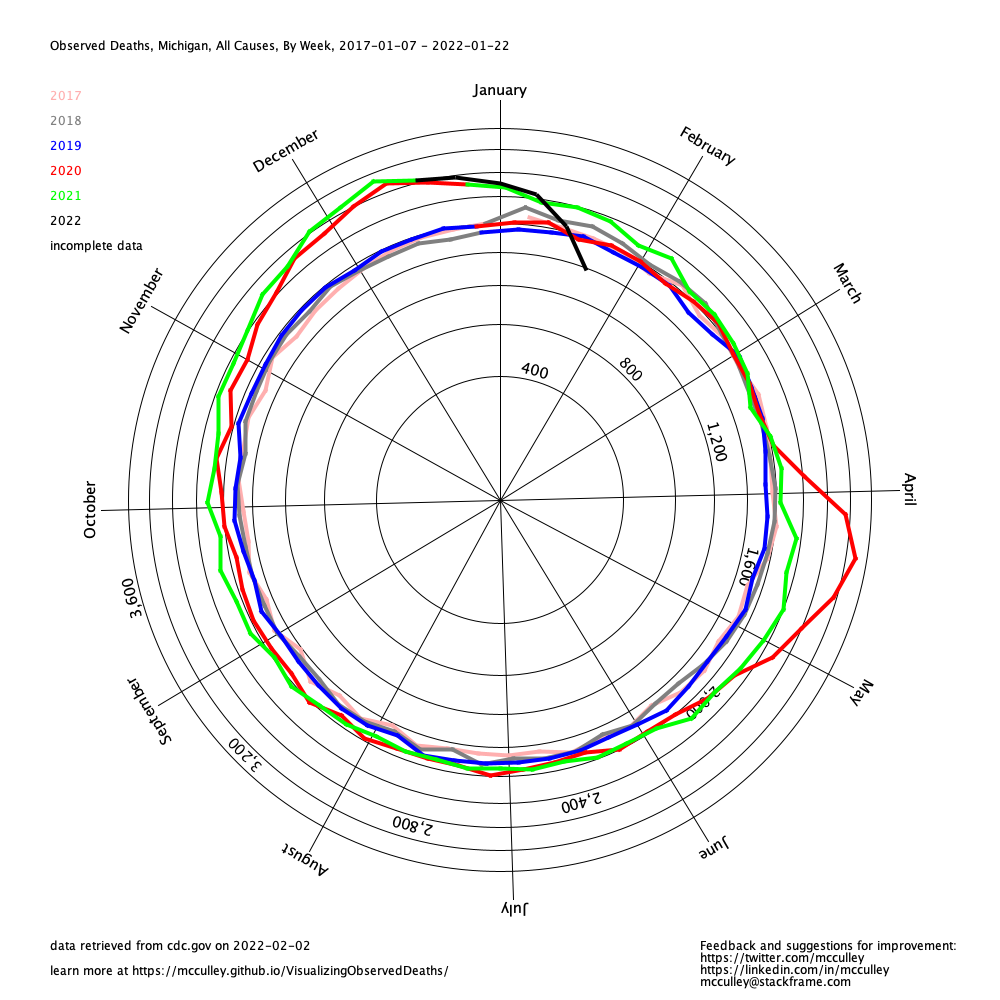 Observed Deaths, Michigan, All Causes, By Week, 2017-01-07 - 2022-01-22
2017
2018
2019
2020
2021
2022
incomplete data
January
February
March
April
May
June
July
August
September
October
November
December
400
800
1,200
1,600
2,000
2,400
2,800
3,200
3,600
data retrieved from cdc.gov on 2022-02-02
learn more at https://mcculley.github.io/VisualizingObservedDeaths/
Feedback and suggestions for improvement:
https://twitter.com/mcculley
https://linkedin.com/in/mcculley
mcculley@stackframe.com